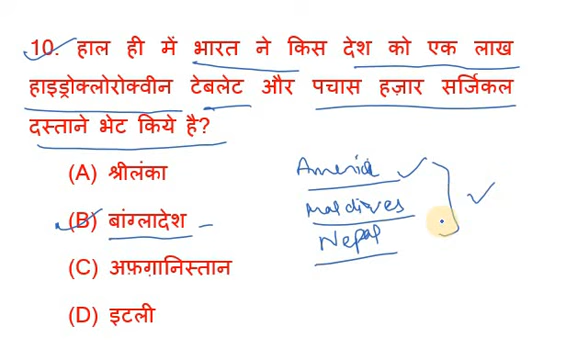 10. हाल ही में भारत ने किस देश को एक लाख
हाइड्रोक्लोरोक्वीन टेबलेट और पचास हज़ार सर्जिकल
दस्ताने भेट किये है?
(A) श्रीलंका
(B) बांग्लादेश
(C) अफ़ग़ानिस्तान
(D) इटली
America
Maldives
Nepal